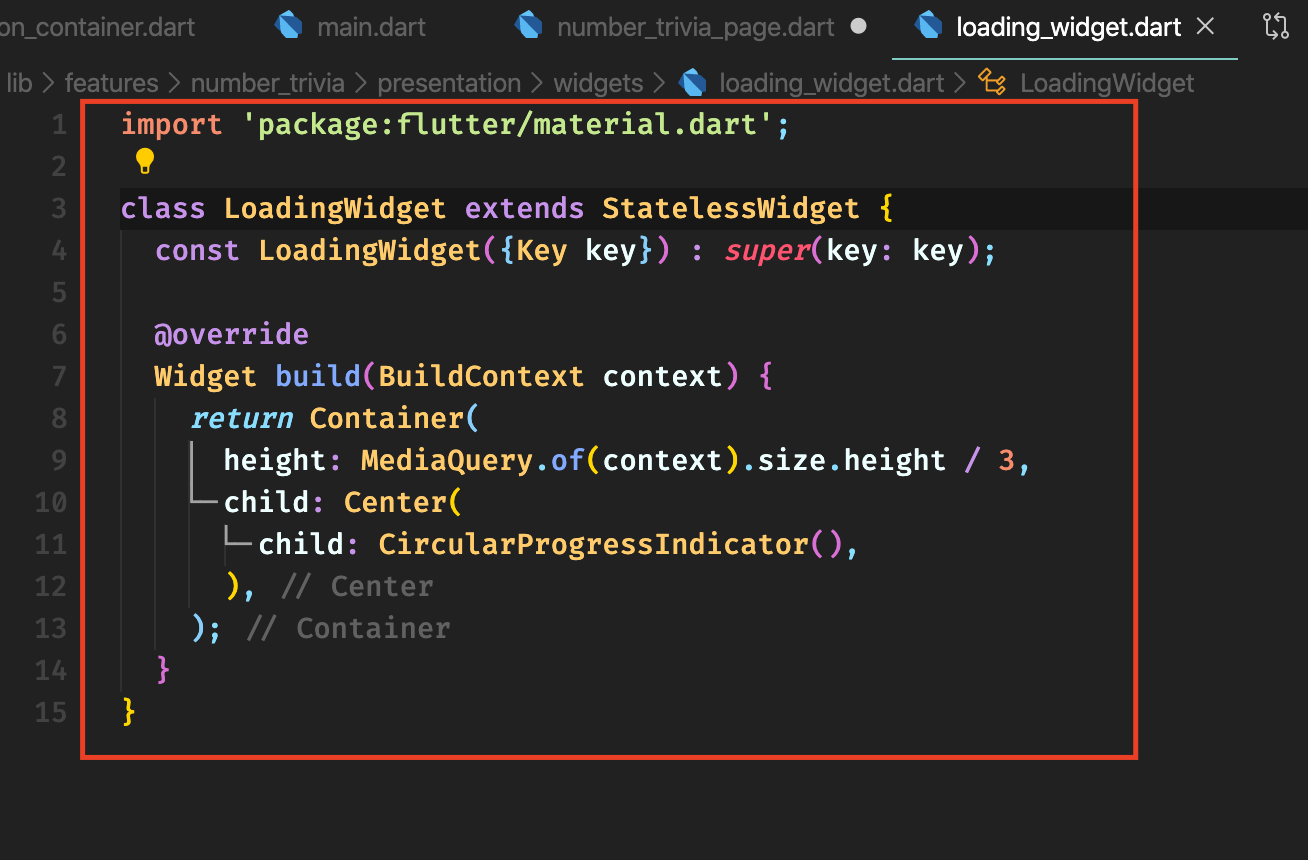 on_container.dart main.dart number_trivia_page.dart loading_widget.dart
lib > features > number_trivia > presentation > widgets > loading_widget.dart > LoadingWidget
1 import 'package:flutter/material.dart';
2
3 class LoadingWidget extends StatelessWidget {
4 const LoadingWidget({Key key}) : super(key: key);
5
6 @override
7 Widget build(BuildContext context) {
8 return Container(
9 height: MediaQuery.of(context).size.height / 3,
10 child: Center(
11 child: CircularProgressIndicator(),
12 ), // Center
13 ); // Container
14 }
15 }